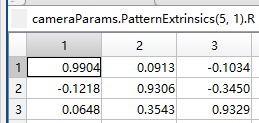 cameraParams.PatternExtrinsics(5, 1).R
1 2 3
1 0.9904 0.0913 -0.1034
2 -0.1218 0.9306 -0.3450
3 0.0648 0.3543 0.9329